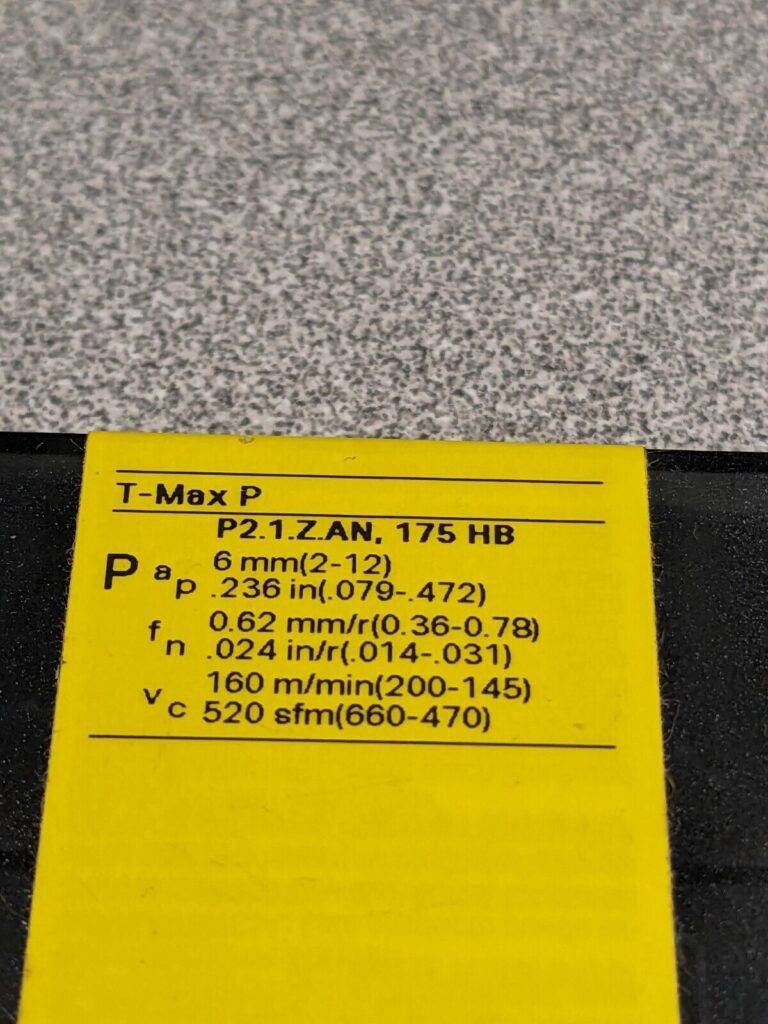 T-Max P
P2.1.Z.AN, 175 HB
P ap 6 mm(2-12)
.236 in(.079-.472)
fn 0.62 mm/r(0.36-0.78)
.024 in/r(.014-.031)
vc 160 m/min(200-145)
520 sfm(660-470)